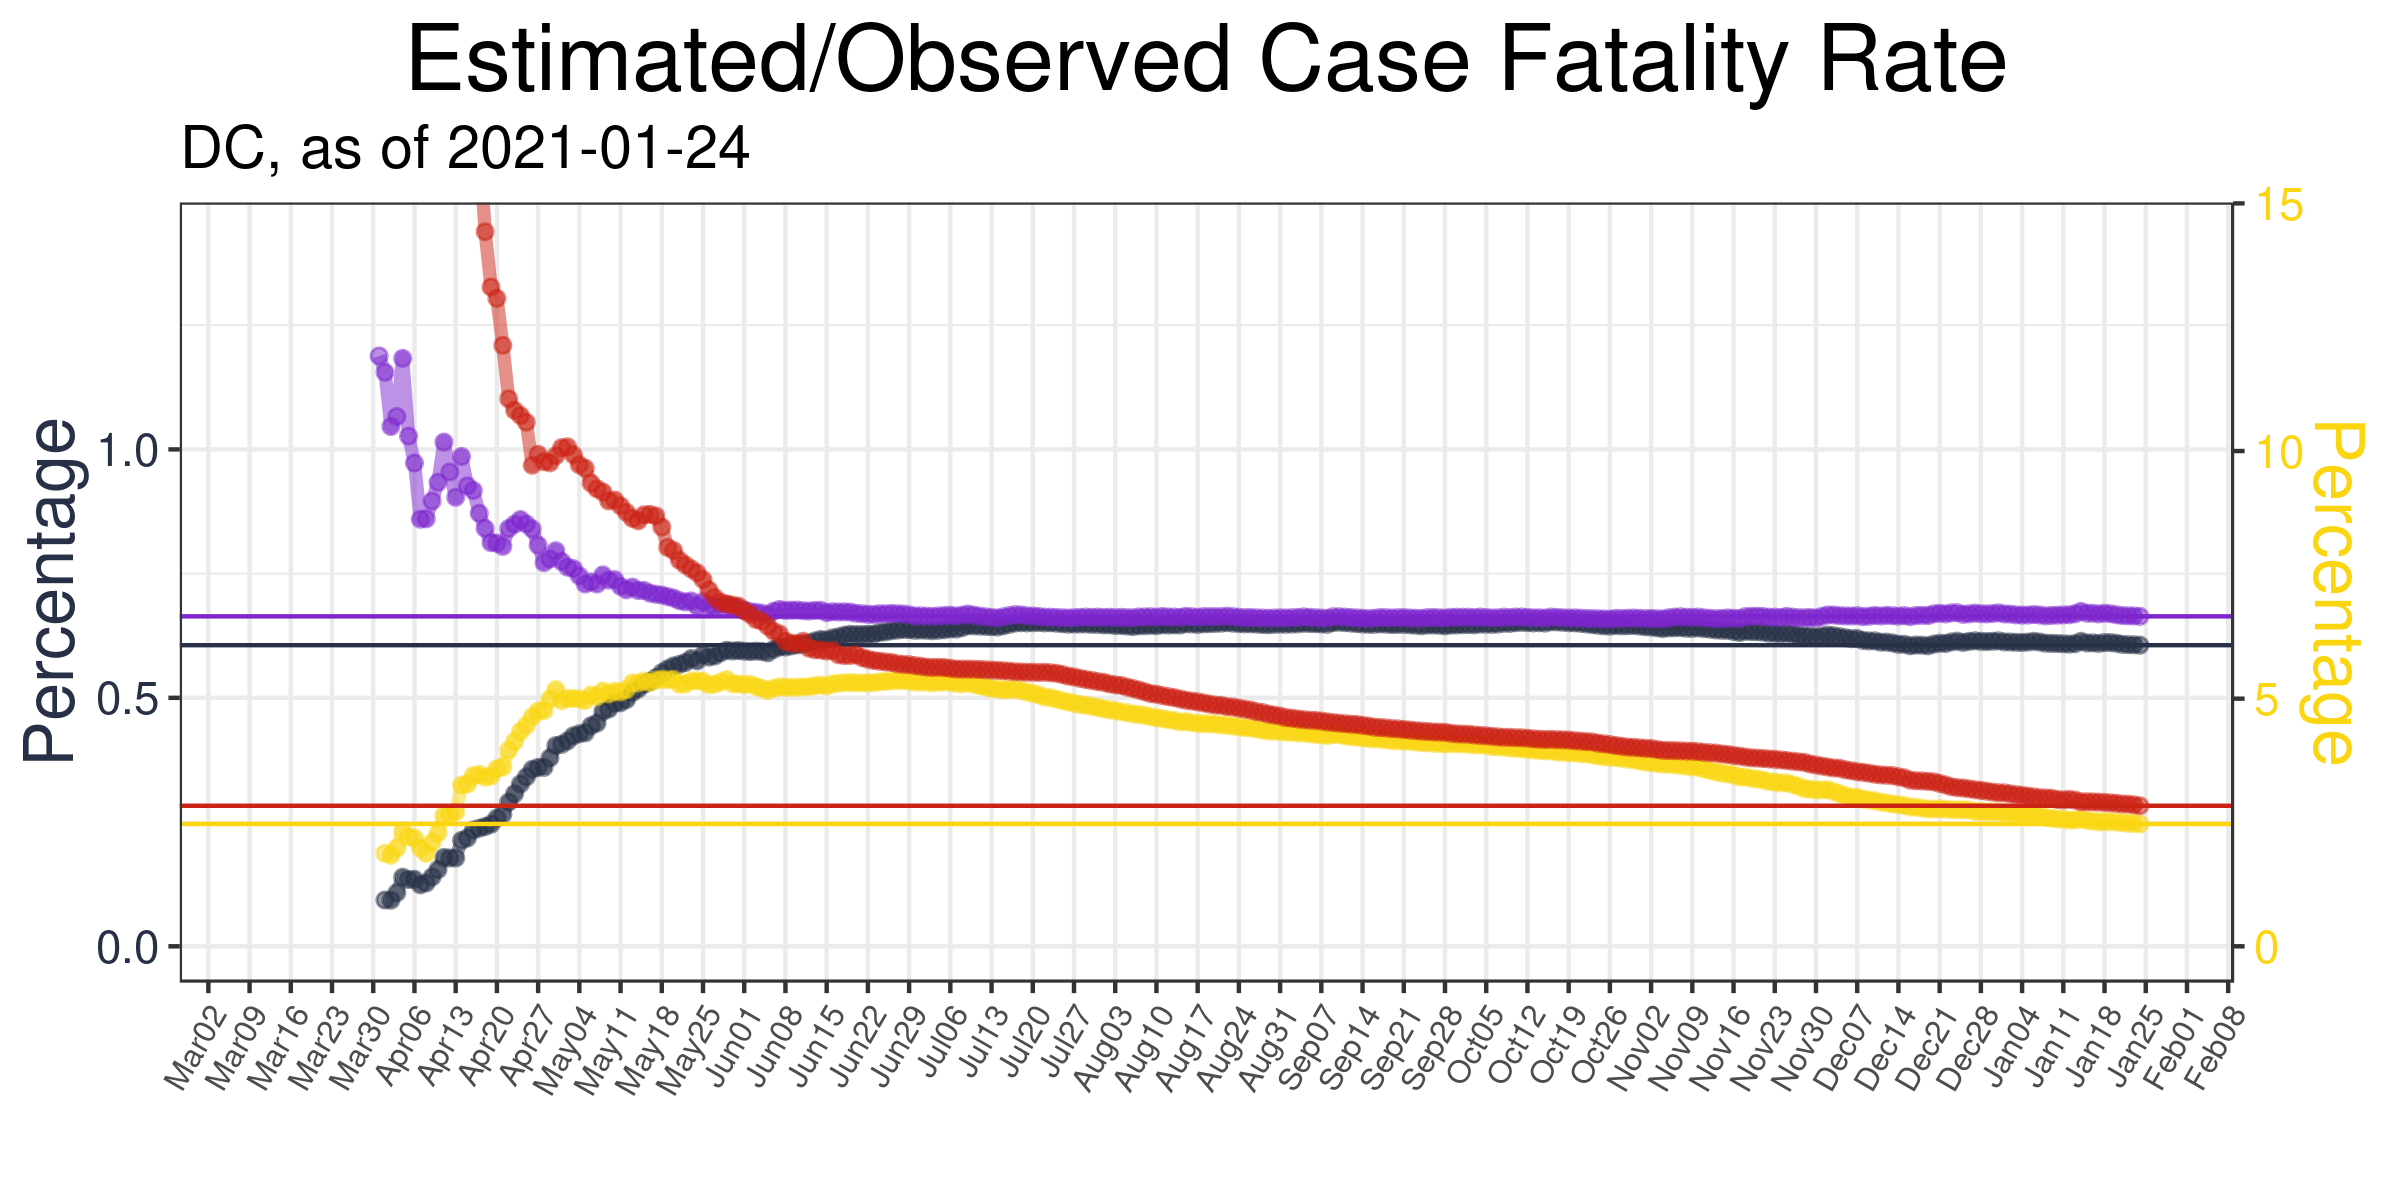 Estimated/Observed Case Fatality Rate
DC, as of 2021-01-24
Percentage
1.0
0.5
0.0
15
10
5
0
Percentage
Mar02
Mar09
Mar16
Mar23
Mar30
Apr06
Apr13
Apr20
Apr27
May04
May11
May18
May25
Jun01
Jun08
Jun15
Jun22
Jun29
Jul06
Jul13
Jul20
Jul27
Aug03
Aug10
Aug17
Aug24
Aug31
Sep07
Sep14
Sep21
Sep28
Oct05
Oct12
Oct19
Oct26
Nov02
Nov09
Nov16
Nov23
Nov30
Dec07
Dec14
Dec21
Dec28
Jan04
Jan11
Jan18
Jan25
Feb01
Feb08